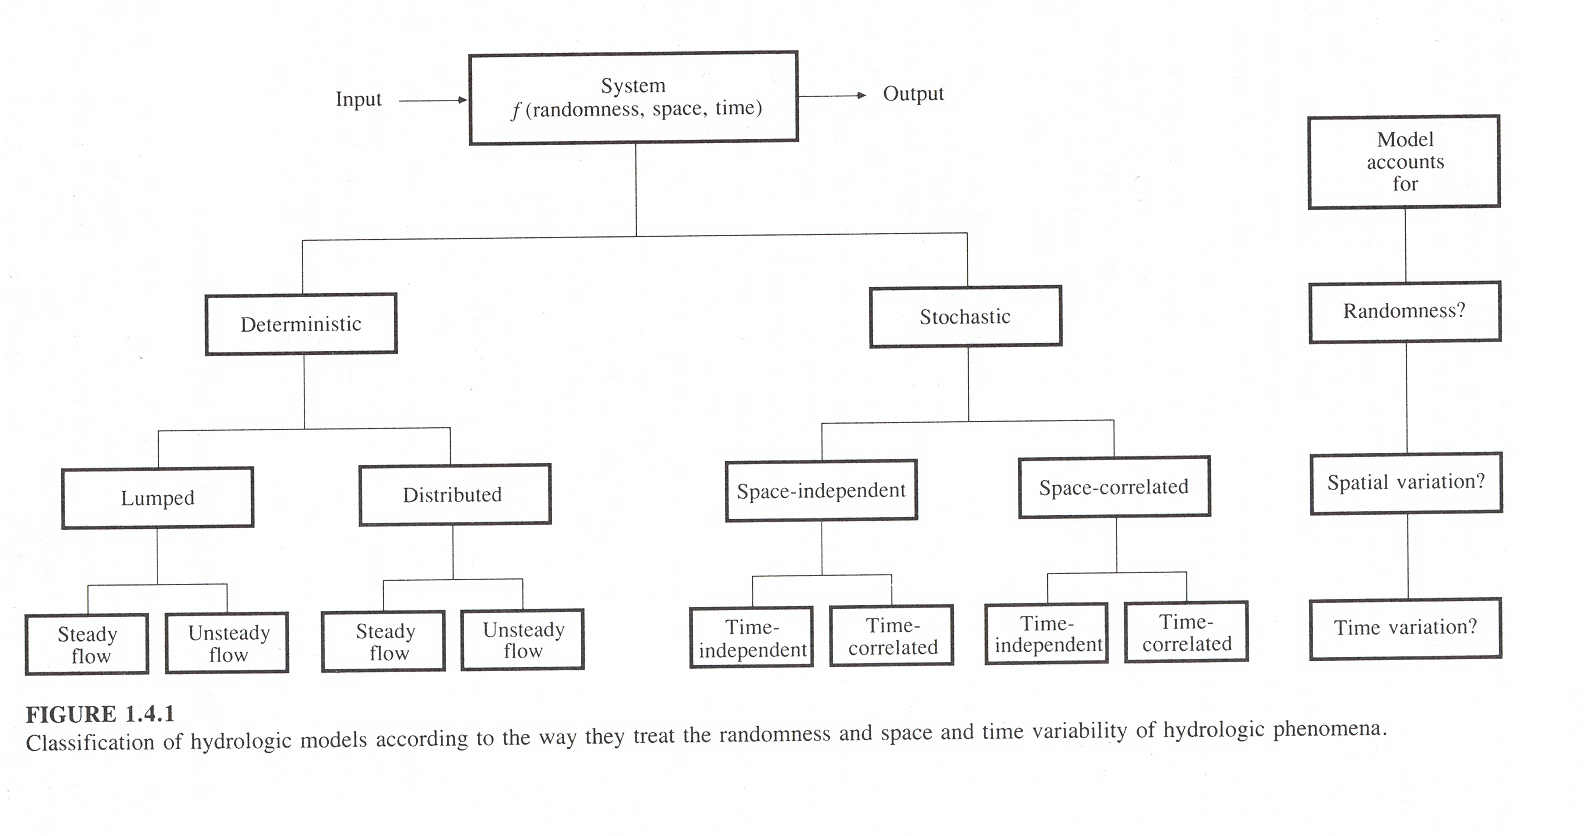 Input
System
f (randomness, space, time)
Output
Model
accounts
for
Deterministic
Stochastic
Randomness?
Lumped
Distributed
Space-independent
Space-correlated
Spatial variation?
Steady
flow
Unsteady
flow
Steady
flow
Unsteady
flow
Time-
independent
Time-
correlated
Time-
independent
Time-
correlated
Time variation?
FIGURE 1.4.1
Classification of hydrologic models according to the way they treat the randomness and space and time variability of hydrologic phenomena.